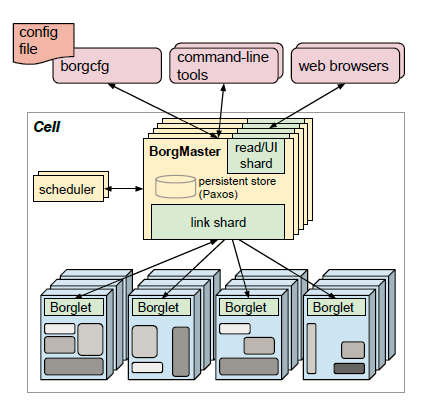 config
file
borgcfg
command-line
tools
web browsers
Cell
BorgMaster
read/UI
shard
persistent store
(Paxos)
scheduler
link shard
Borglet
Borglet
Borglet
Borglet